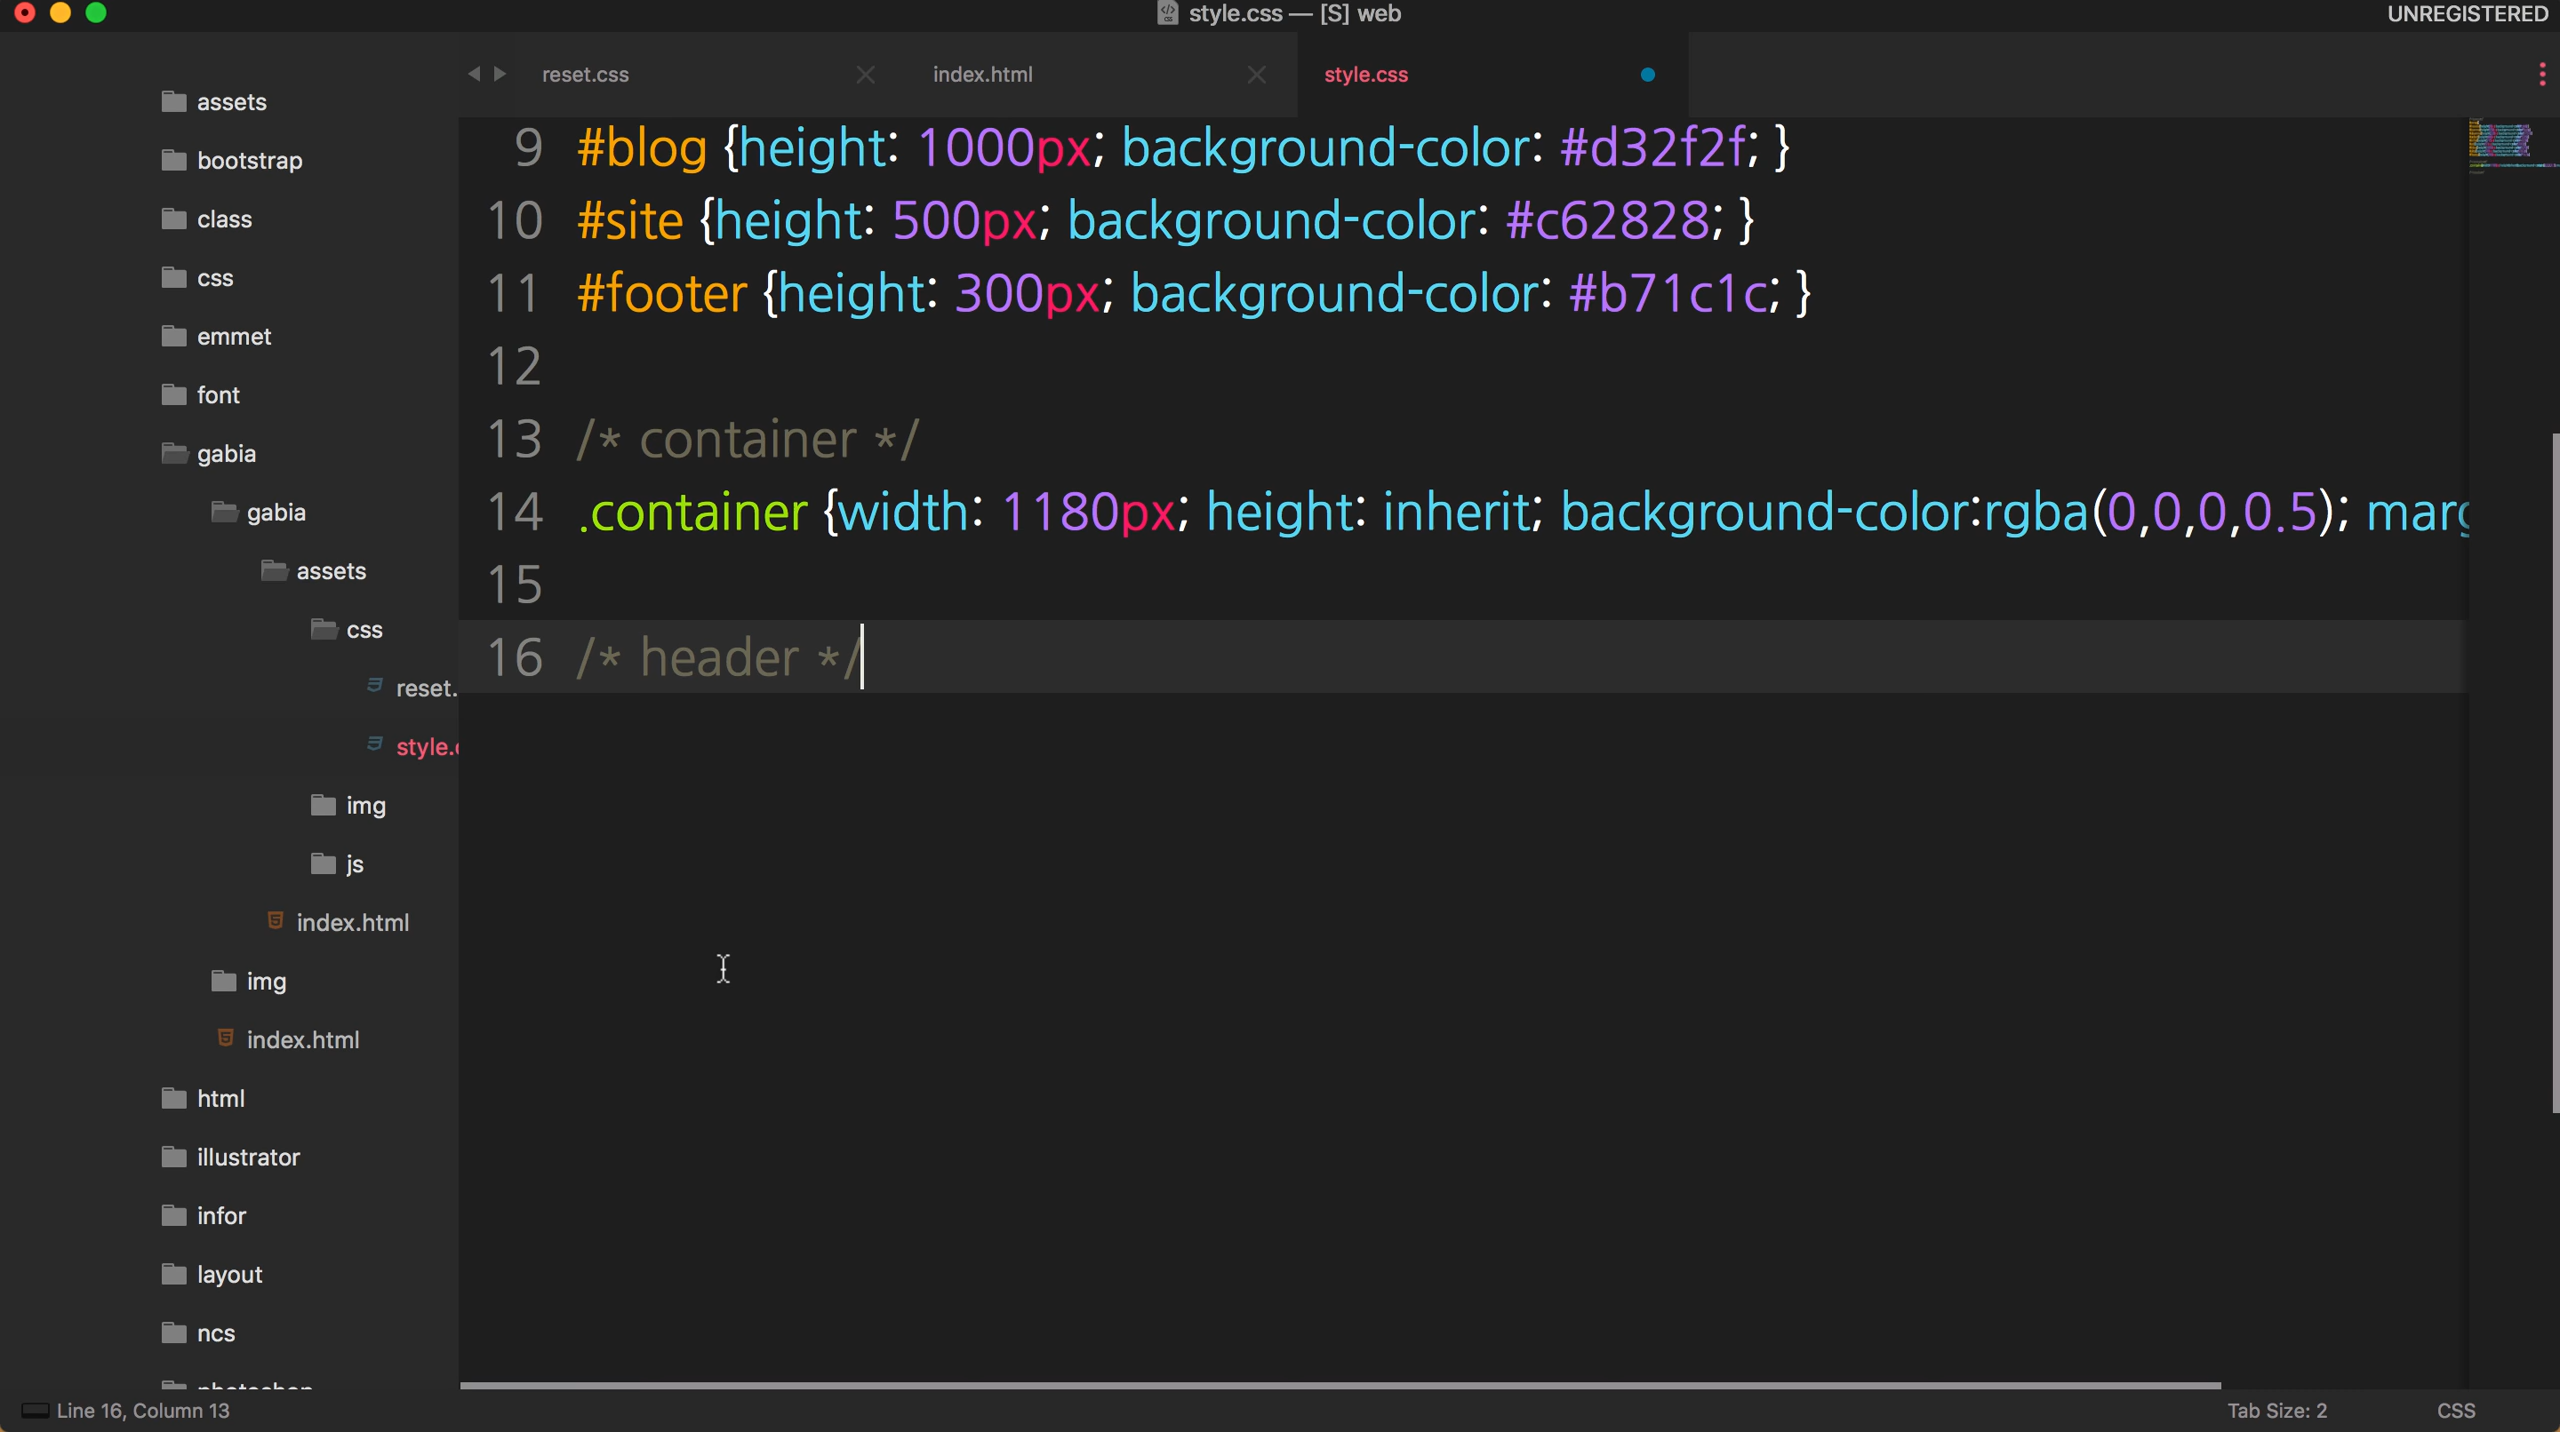 style.css — [S] web
UNREGISTERED
reset.css
index.html
style.css
assets
bootstrap
class
css
emmet
font
gabia
gabia
assets
css
reset.
style.
img
js
index.html
img
index.html
html
illustrator
infor
layout
ncs
9 #blog {height: 1000px; background-color: #d32f2f; }
10 #site {height: 500px; background-color: #c62828; }
11 #footer {height: 300px; background-color: #b71c1c; }
12
13 /* container */
14 .container {width: 1180px; height: inherit; background-color:rgba(0,0,0,0.5); marg
15
16 /* header */
Line 16, Column 13
Tab Size: 2
CSS